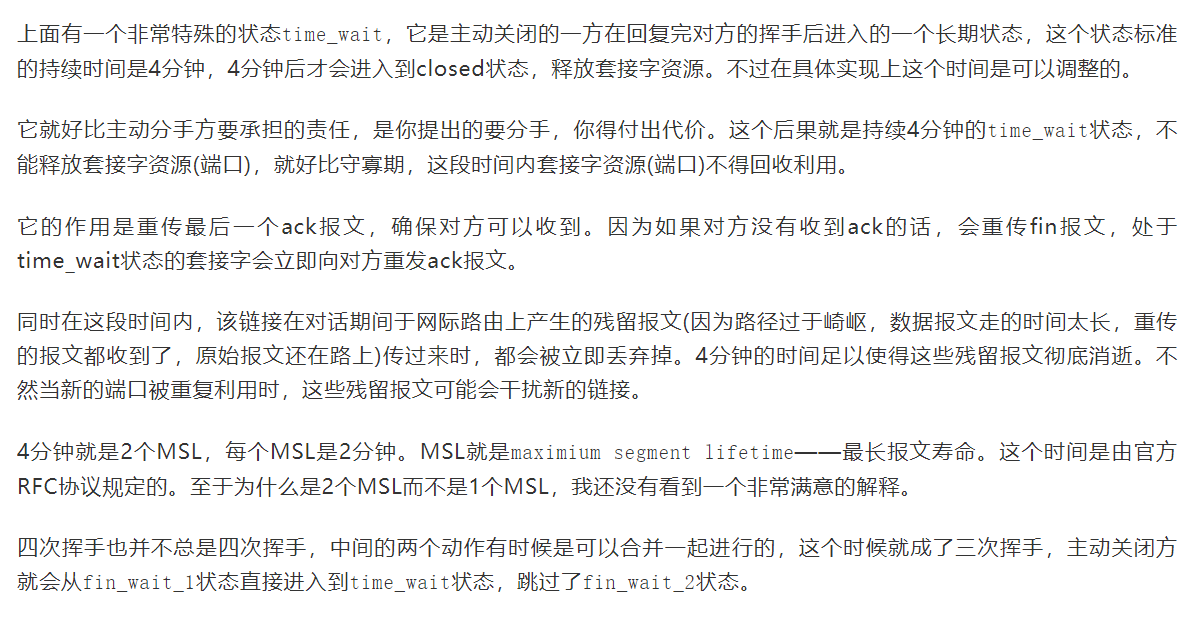 上面有一个非常特殊的状态time_wait，它是主动关闭的一方在回复完对方的挥手后进入的一个长期状态，这个状态标准
的持续时间是4分钟，4分钟后才会进入到closed状态，释放套接字资源。不过在具体实现上这个时间是可以调整的。
它就好比主动分手方要承担的责任，是你提出的要分手，你得付出代价。这个后果就是持续4分钟的time_wait状态，不
能释放套接字资源(端口)，就好比守寡期，这段时间内套接字资源(端口)不得回收利用。
它的作用是重传最后一个ack报文，确保对方可以收到。因为如果对方没有收到ack的话，会重传fin报文，处于
time_wait状态的套接字会立即向对方重发ack报文。
同时在这段时间内，该链接在对话期间于网际路由上产生的残留报文(因为路径过于崎岖，数据报文走的时间太长，重传
的报文都收到了，原始报文还在路上)传过来时，都会被立即丢弃掉。4分钟的时间足以使得这些残留报文彻底消逝。不
然当新的端口被重复利用时，这些残留报文可能会干扰新的链接。
4分钟就是2个MSL，每个MSL是2分钟。MSL就是maximium segment lifetime——最长报文寿命。这个时间是由官方
RFC协议规定的。至于为什么是2个MSL而不是1个MSL，我还没有看到一个非常满意的解释。
四次挥手也并不总是四次挥手，中间的两个动作有时候是可以合并一起进行的，这个时候就成了三次挥手，主动关闭方
就会从fin_wait_1状态直接进入到time_wait状态，跳过了fin_wait_2状态。